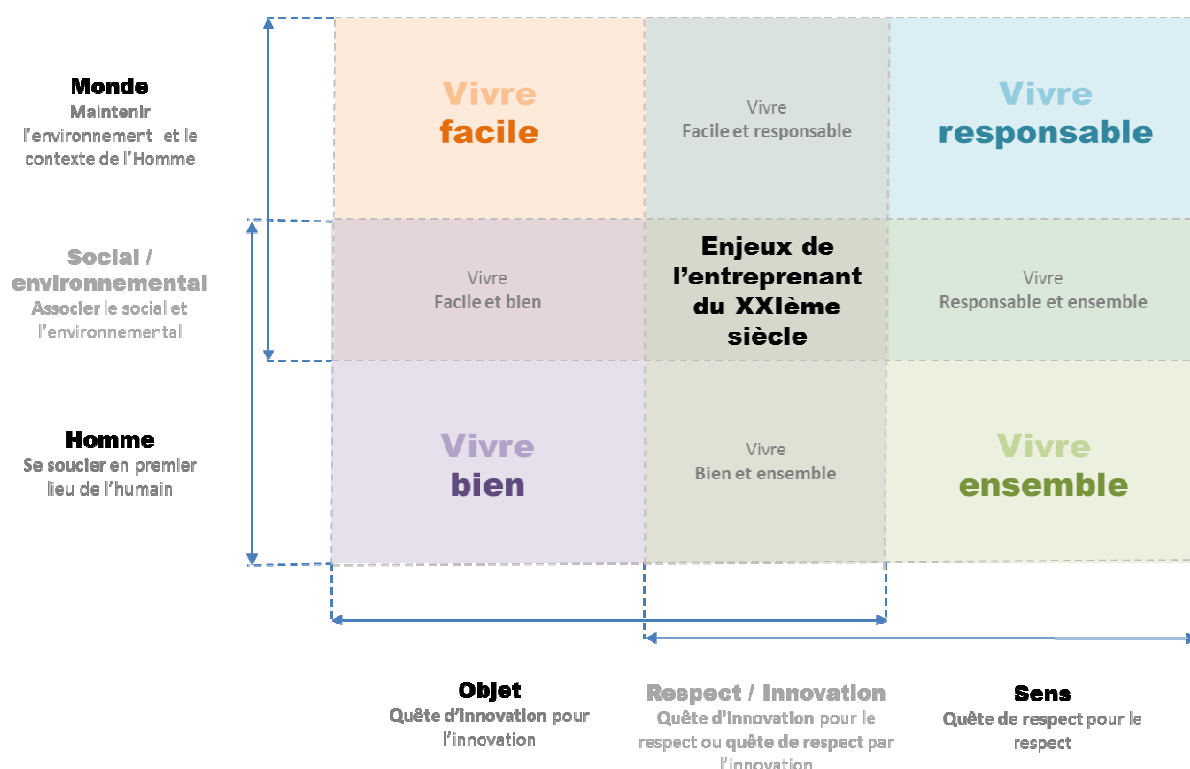 Monde
Maintenir
l'environnement et le
contexte de l'Homme
Vivre
facile
Vivre
Facile et responsable
Vivre
responsable
Social /
environnemental
Associer le social et
l'environnemental
Vivre
Facile et bien
Enjeux de
l'entreprenant
du XXIème
siècle
Vivre
Responsable et ensemble
Homme
Se soucier en premier
lieu de l'humain
Vivre
bien
Vivre
Bien et ensemble
Vivre
ensemble
Objet
Quête d'innovation pour
l'innovation
Respect / Innovation
Quête d'innovation pour le
respect ou quête de respect par
l'innovation
Sens
Quête de respect pour le
respect